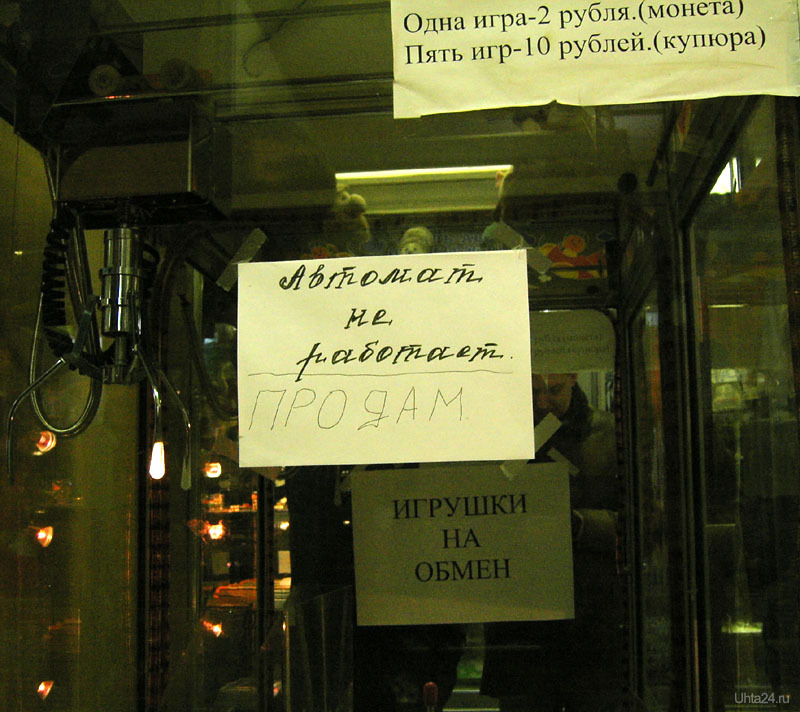 Одна игра-2 рубля.(монета)
Пять игр-10 рублей.(купюра)
Автомат
не
работает.
ПРОДАМ.
ИГРУШКИ
НА
ОБМЕН
Uhta24.ru